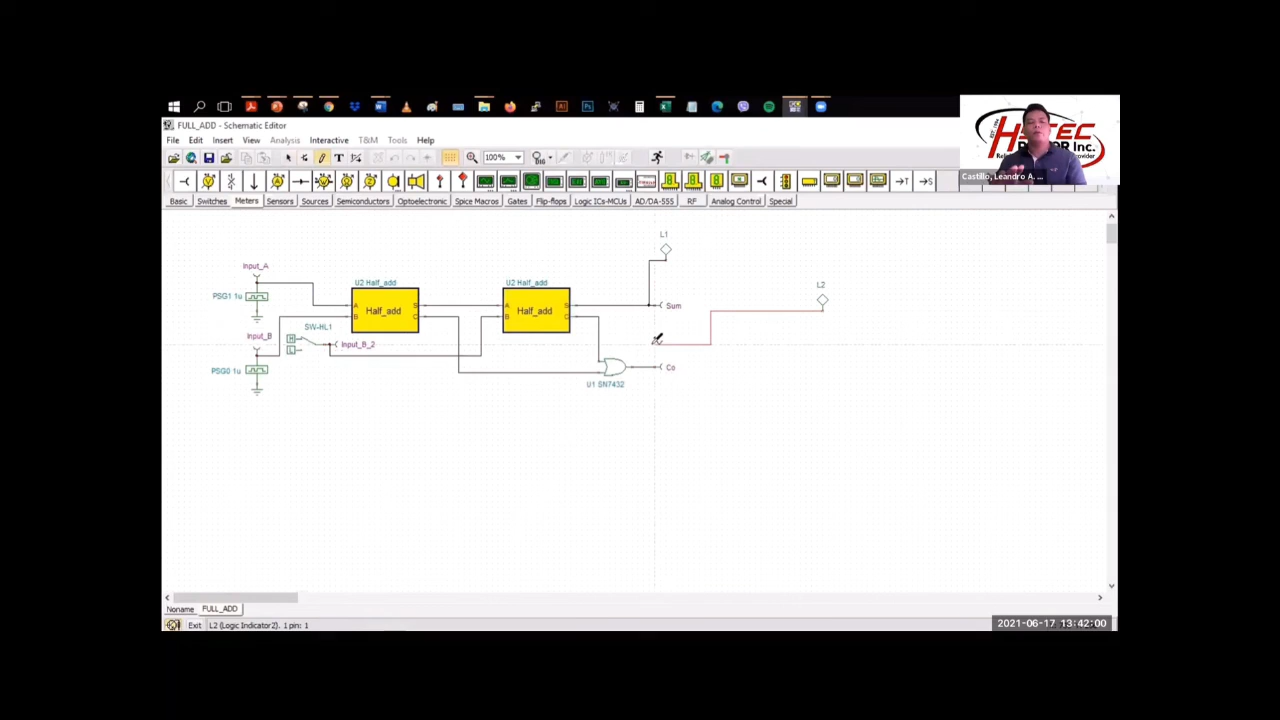 FULL_ADD - Schematic Editor
File Edit Insert View Analysis Interactive T&M Tools Help
100%
Basic Switches Meters Sensors Sources Semiconductors Optoelectronic Spice Macros Gates Flip-flops Logic ICs-MCUs AD/DA-555 RF Analog Control Special
Castillo, Leandro A. ...
L1
Input_A
U2 Half_add
U2 Half_add
L2
PSG1 1u
A
S
A
S
Sum
Half_add
Half_add
B
C
B
C
SW-HL1
Input_B
H
L
Input_B_2
Co
PSG0 1u
U1 SN7432
Noname FULL_ADD
Exit L2 (Logic Indicator2). 1 pin: 1
2021-06-17 13:42:00